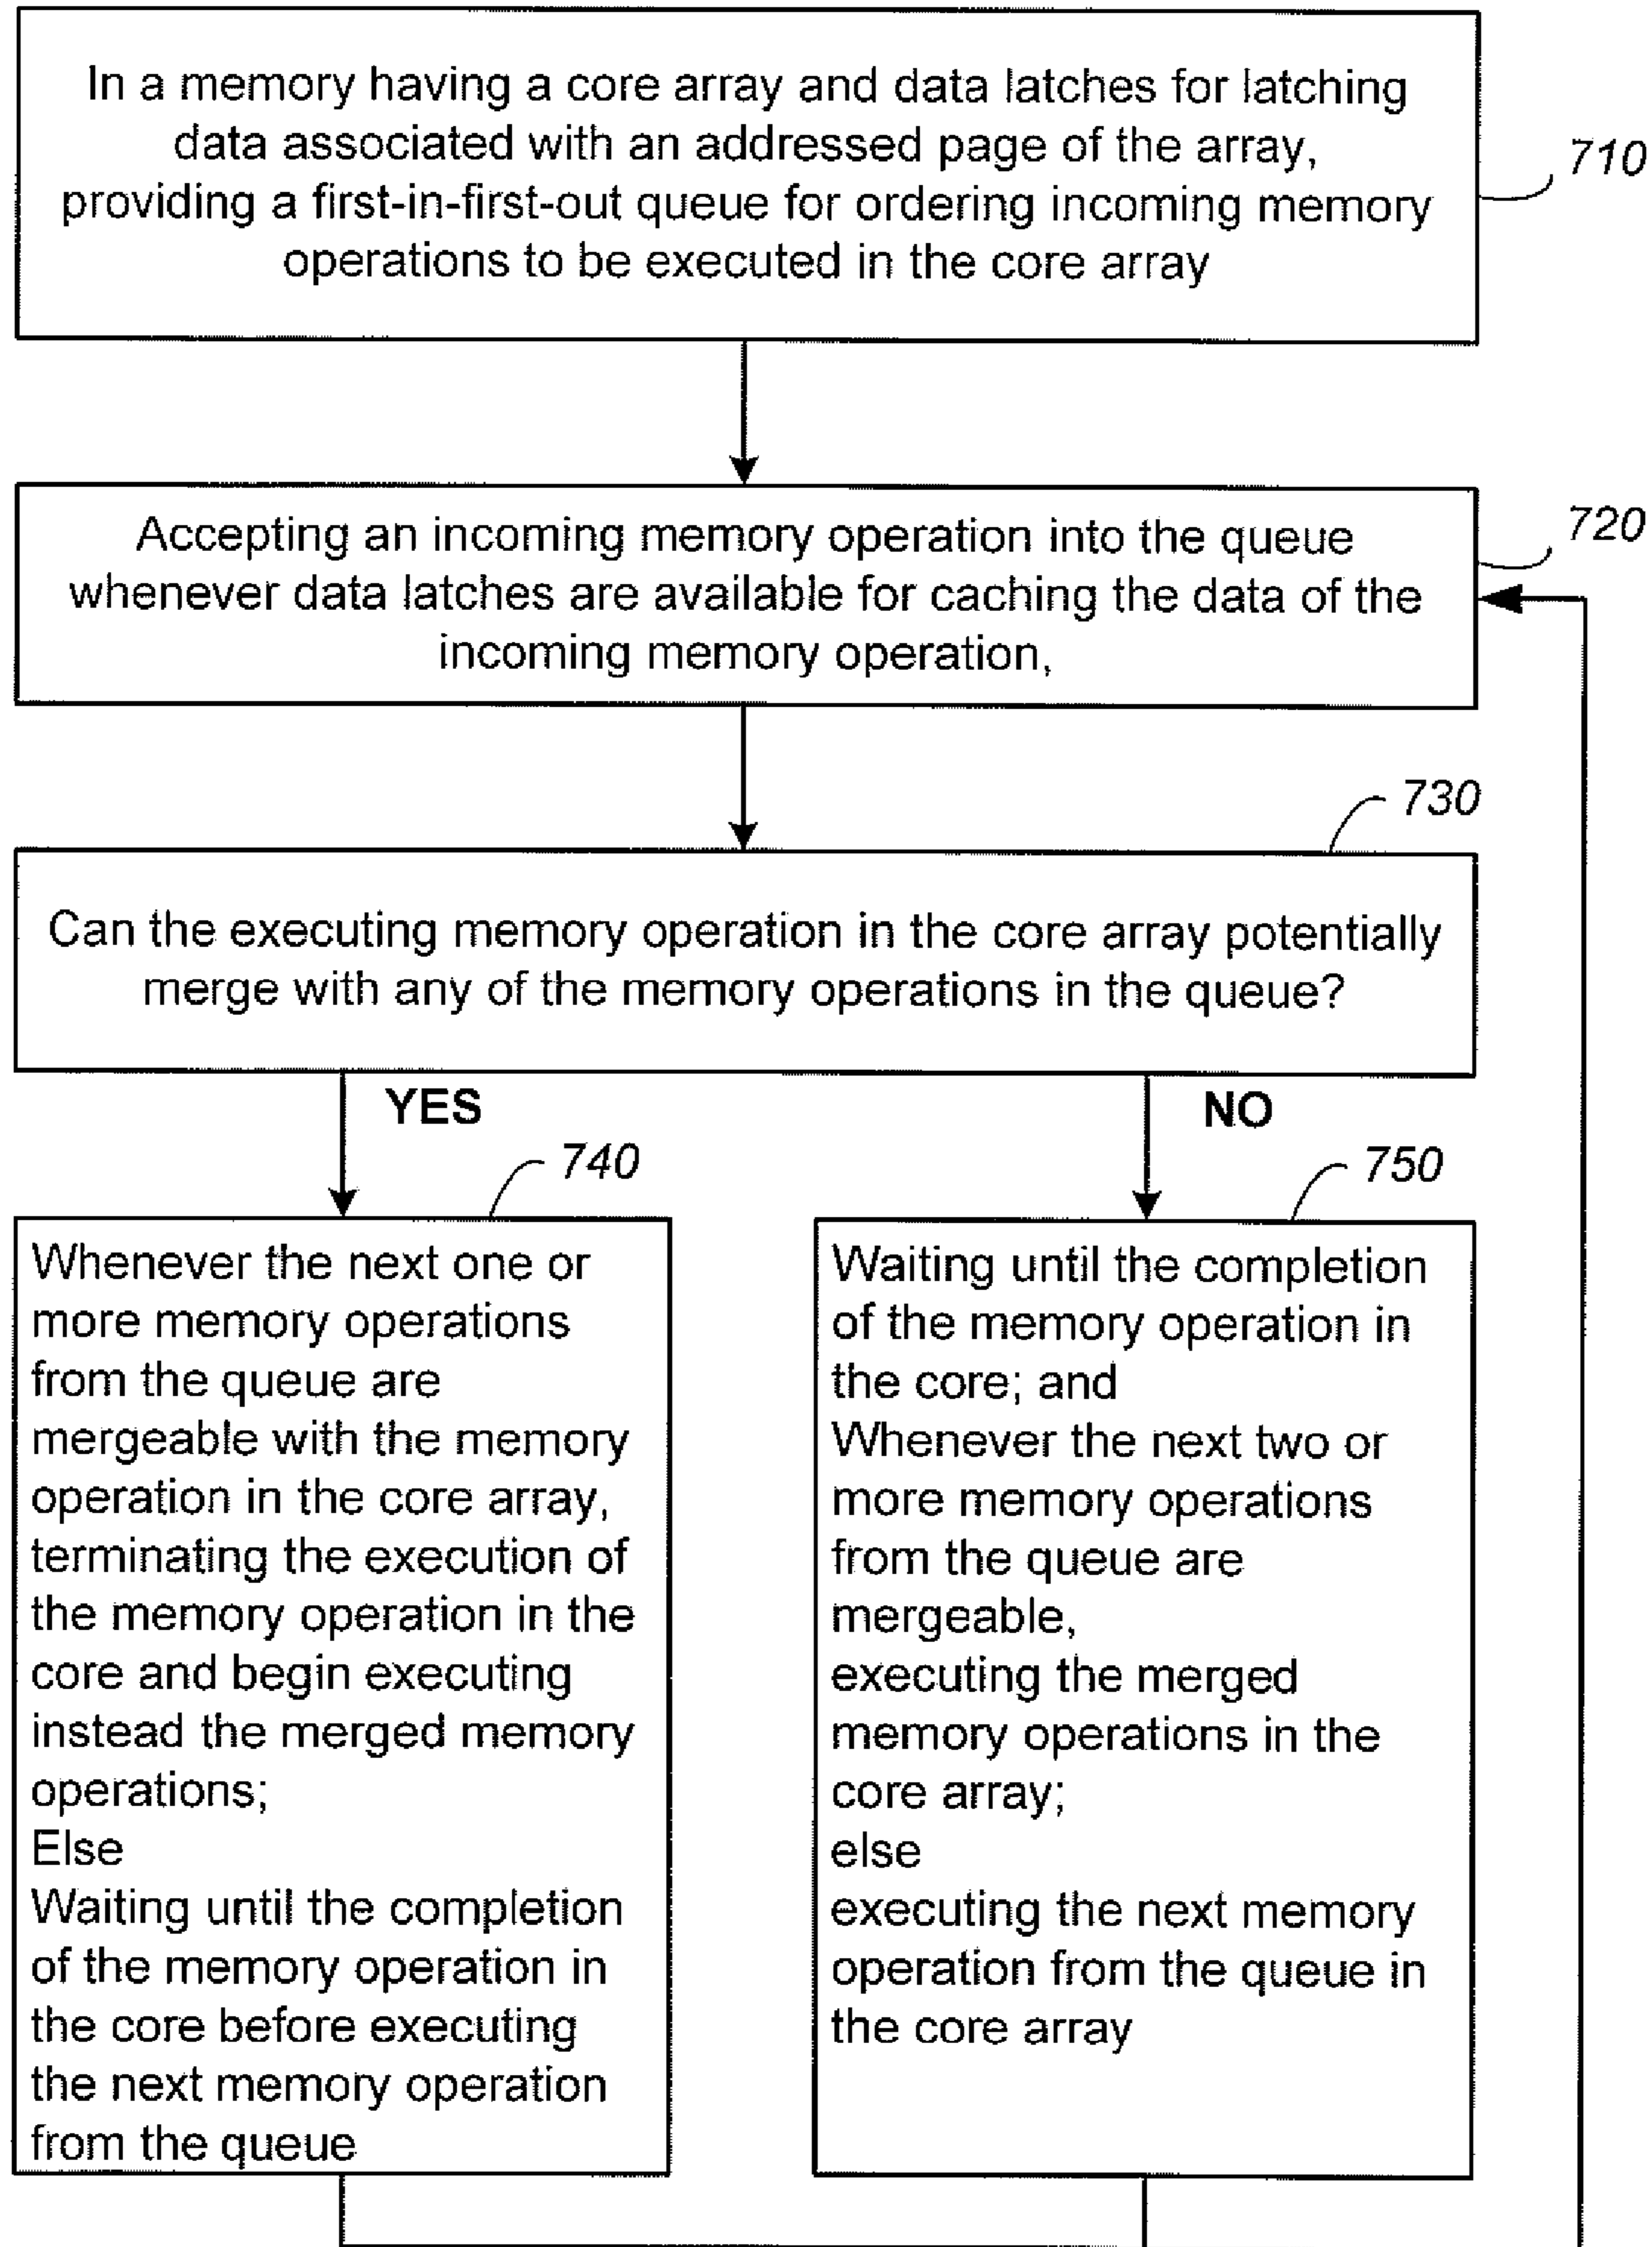 In a memory having a core array and data latches for latching
data associated with an addressed page of the array,
providing a first-in-first-out queue for ordering incoming memory
operations to be executed in the core array
710
Accepting an incoming memory operation into the queue
whenever data latches are available for caching the data of the
incoming memory operation,
720
730
Can the executing memory operation in the core array potentially
merge with any of the memory operations in the queue?
YES
NO
740
Whenever the next one or
more memory operations
from the queue are
mergeable with the memory
operation in the core array,
terminating the execution of
the memory operation in the
core and begin executing
instead the merged memory
operations;
Else
Waiting until the completion
of the memory operation in
the core before executing
the next memory operation
from the queue
750
Waiting until the completion
of the memory operation in
the core; and
Whenever the next two or
more memory operations
from the queue are
mergeable,
executing the merged
memory operations in the
core array;
else
executing the next memory
operation from the queue in
the core array